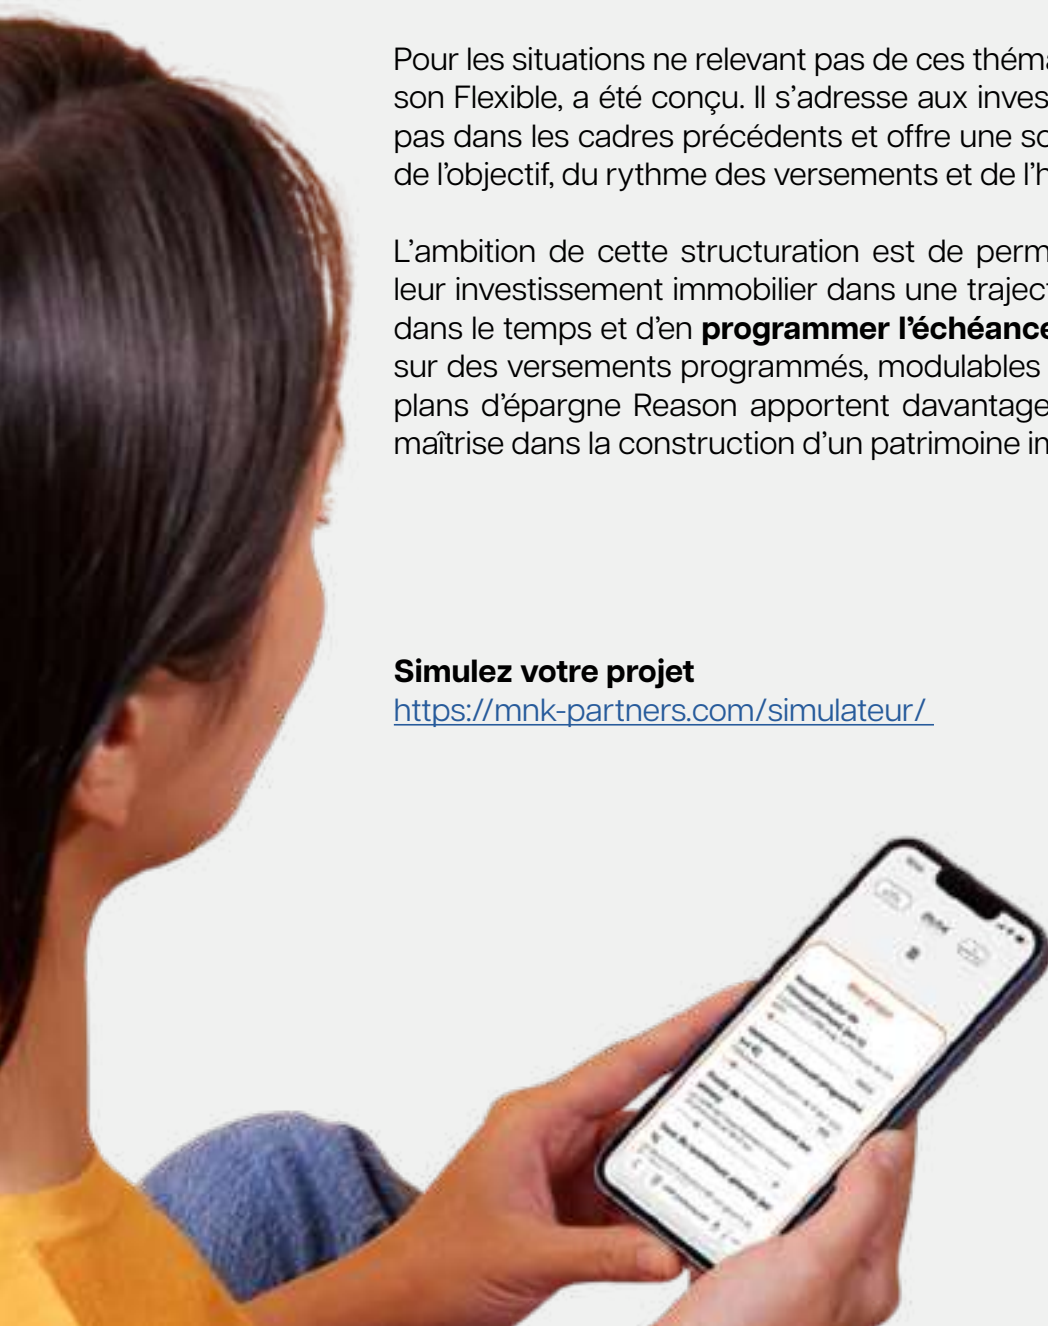 Pour les situations ne relevant pas de ces thém
son Flexible, a été conçu. Il s’adresse aux inves
pas dans les cadres précédents et offre une so
de l’objectif, du rythme des versements et de l’h
L’ambition de cette structuration est de perm
leur investissement immobilier dans une traject
dans le temps et d’en programmer l’échéance
sur des versements programmés, modulables
plans d’épargne Reason apportent davantage
maîtrise dans la construction d’un patrimoine im
Simulez votre projet
https://mnk-partners.com/simulateur/